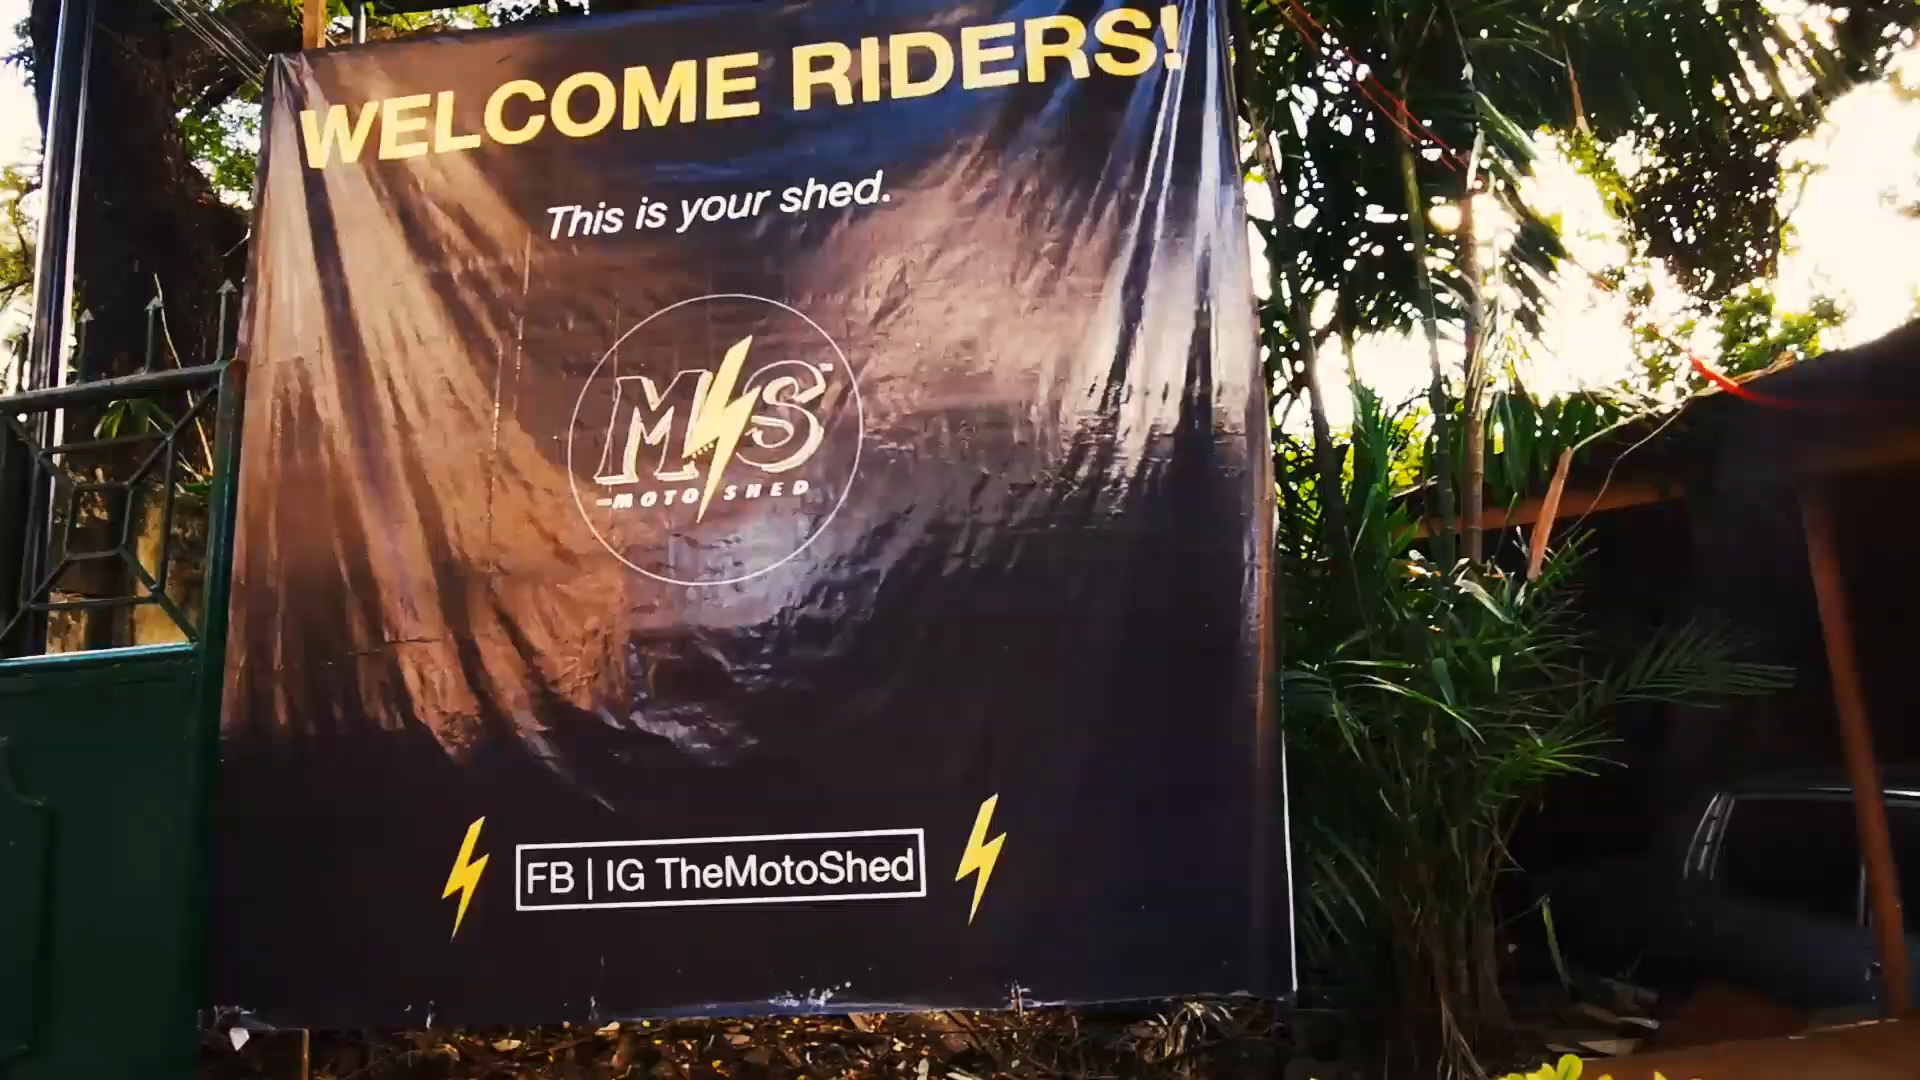 WELCOME RIDERS!
This is your shed.
MS
MOTO SHED
FB | IG TheMotoShed